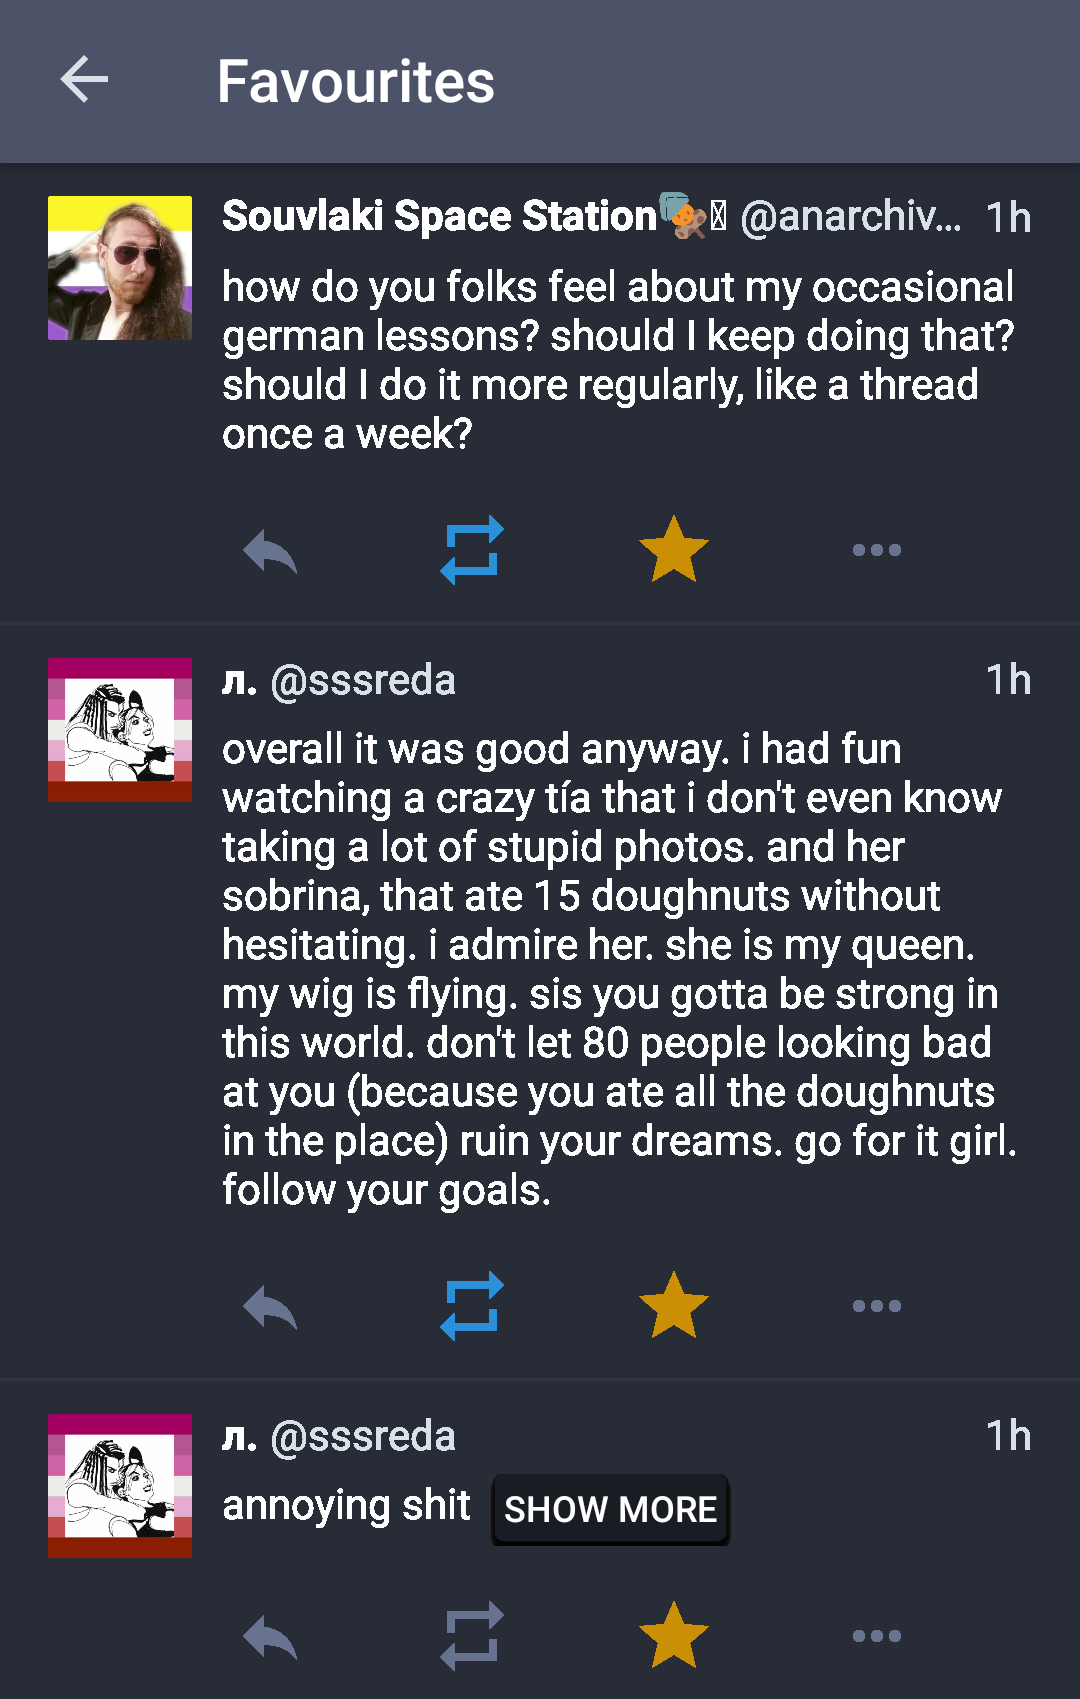 Favourites
Souvlaki Space Station @anarchiv... 1h
how do you folks feel about my occasional
german lessons? should I keep doing that?
should I do it more regularly, like a thread
once a week?
л. @sssreda 1h
overall it was good anyway. i had fun
watching a crazy tía that i don't even know
taking a lot of stupid photos. and her
sobrina, that ate 15 doughnuts without
hesitating. i admire her. she is my queen.
my wig is flying. sis you gotta be strong in
this world. don't let 80 people looking bad
at you (because you ate all the doughnuts
in the place) ruin your dreams. go for it girl.
follow your goals.
л. @sssreda 1h
annoying shit SHOW MORE